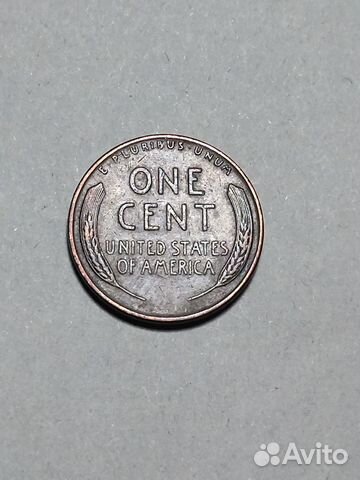 E·PLURIBUS·UNUM
ONE
CENT
UNITED STATES
OF AMERICA
Avito